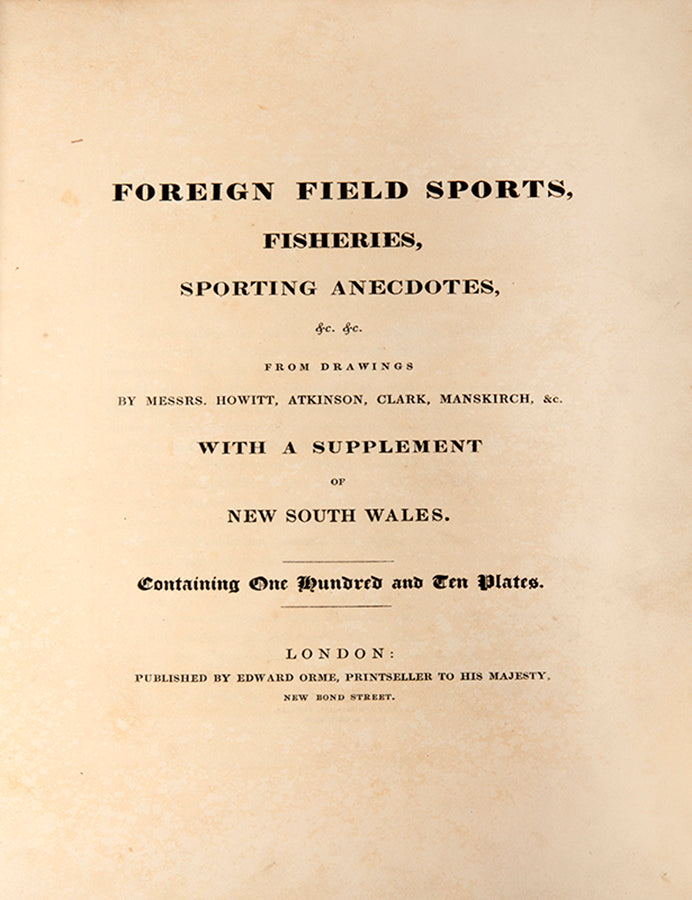 FOREIGN FIELD SPORTS,
FISHERIES,
SPORTING ANECDOTES,
&c. &c.
FROM DRAWINGS
BY MESSRS. HOWITT, ATKINSON, CLARK, MANSKIRCH, &c.
WITH A SUPPLEMENT
OF
NEW SOUTH WALES.
Containing One Hundred and Ten Plates.
LONDON:
PUBLISHED BY EDWARD ORME, PRINTSELLER TO HIS MAJESTY,
NEW BOND STREET.